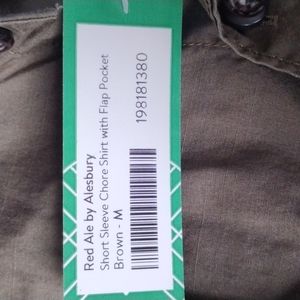 Red Ale by Alesbury
Short Sleeve Chore Shirt with Flap Pocket
Brown - M
198181380